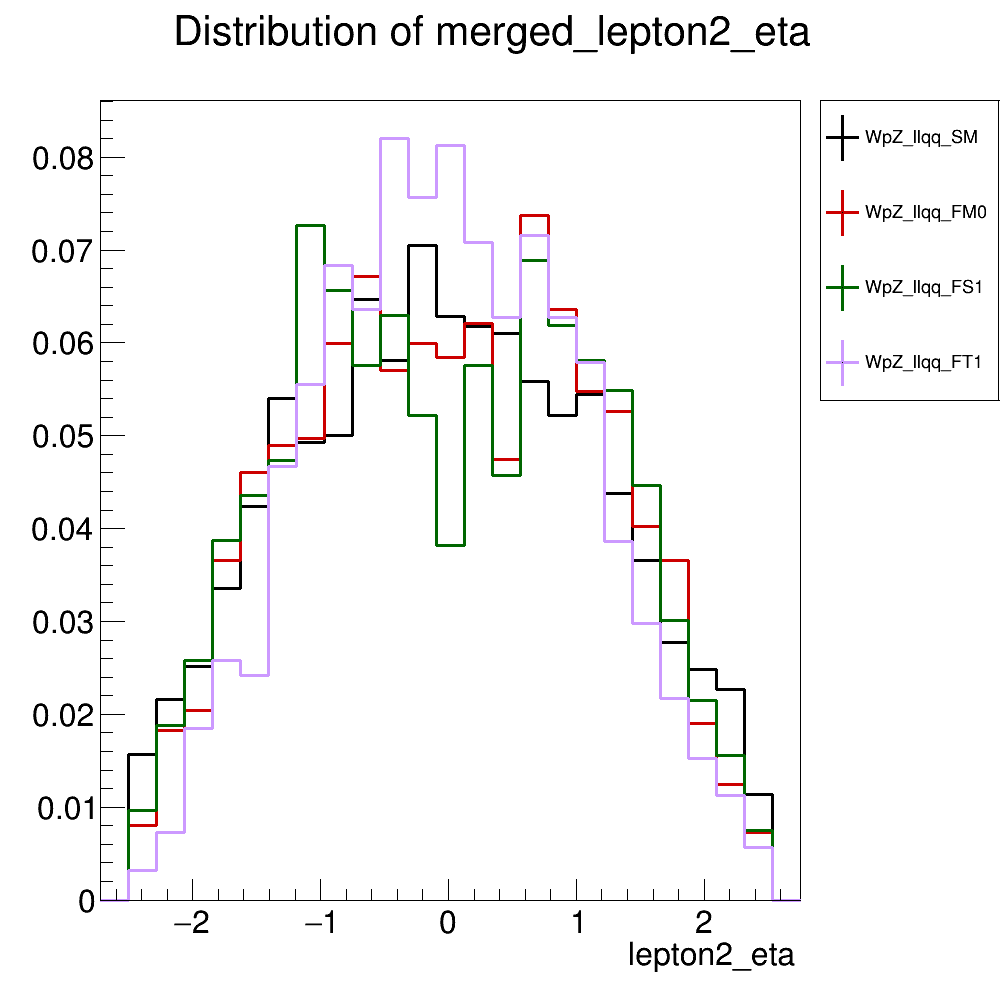 Distribution of merged_lepton2_eta
WpZ_llqq_SM
WpZ_llqq_FM0
WpZ_llqq_FS1
WpZ_llqq_FT1
0.08
0.07
0.06
0.05
0.04
0.03
0.02
0.01
0
−2 −1 0 1 2
lepton2_eta